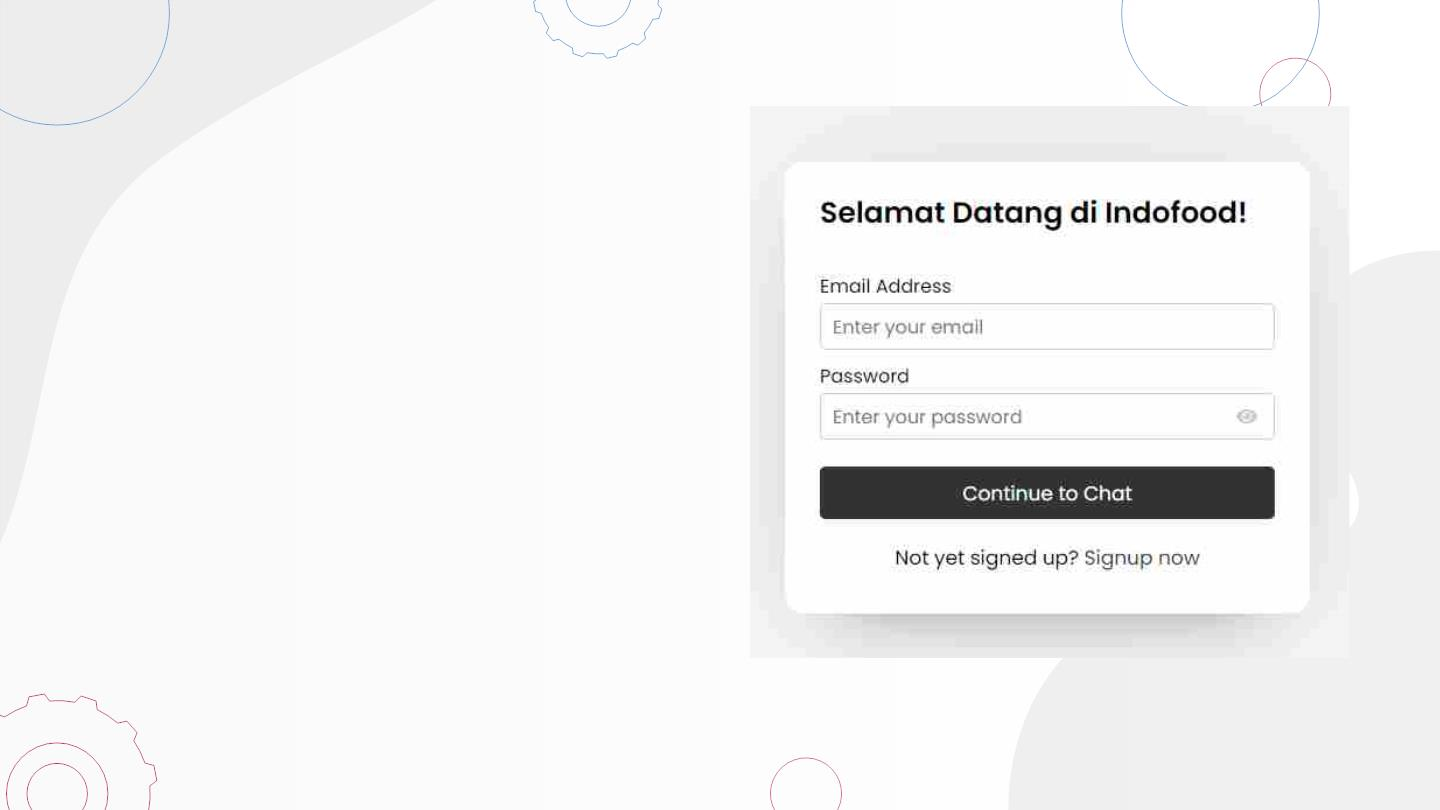 Selamat Datang di Indofood!
Email Address
Enter your email
Password
Enter your password
Continue to Chat
Not yet signed up? Signup now